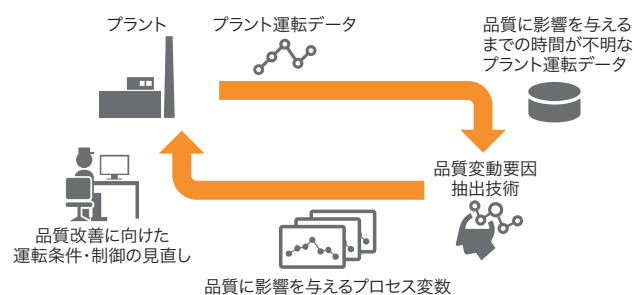 プラント
プラント運転データ
品質に影響を与える
までの時間が不明な
プラント運転データ
品質変動要因
抽出技術
品質に影響を与えるプロセス変数
品質改善に向けた
運転条件・制御の見直し